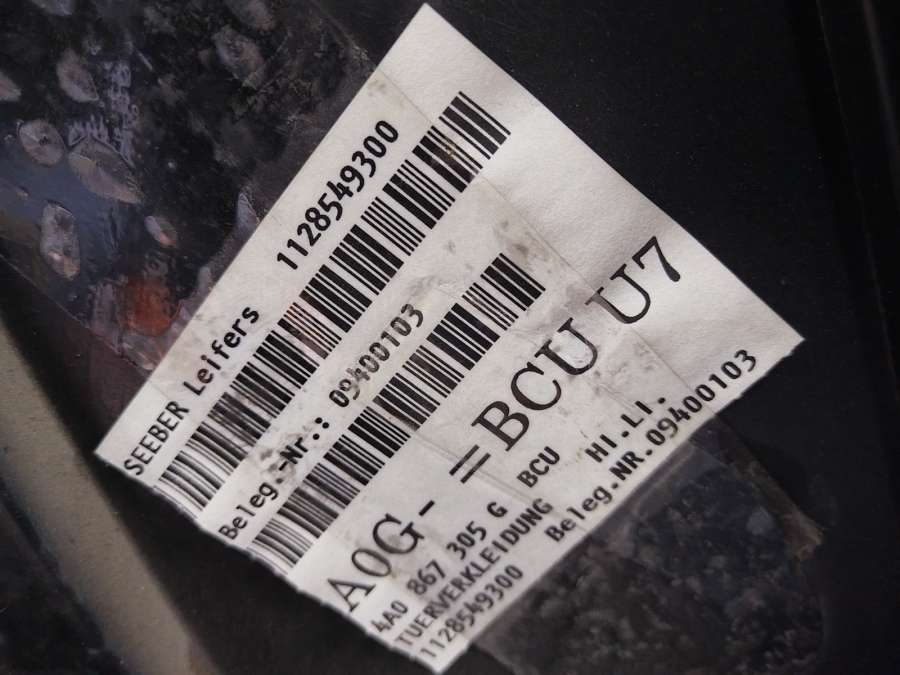 SEEBER Leifers 1128549300
Beleg.-Nr.: 09400103
A0G- =BCU U7
4A0 867 305 G BCU HI.LI.
TUERVERKLEIDUNG
1128549300 Beleg.NR.09400103